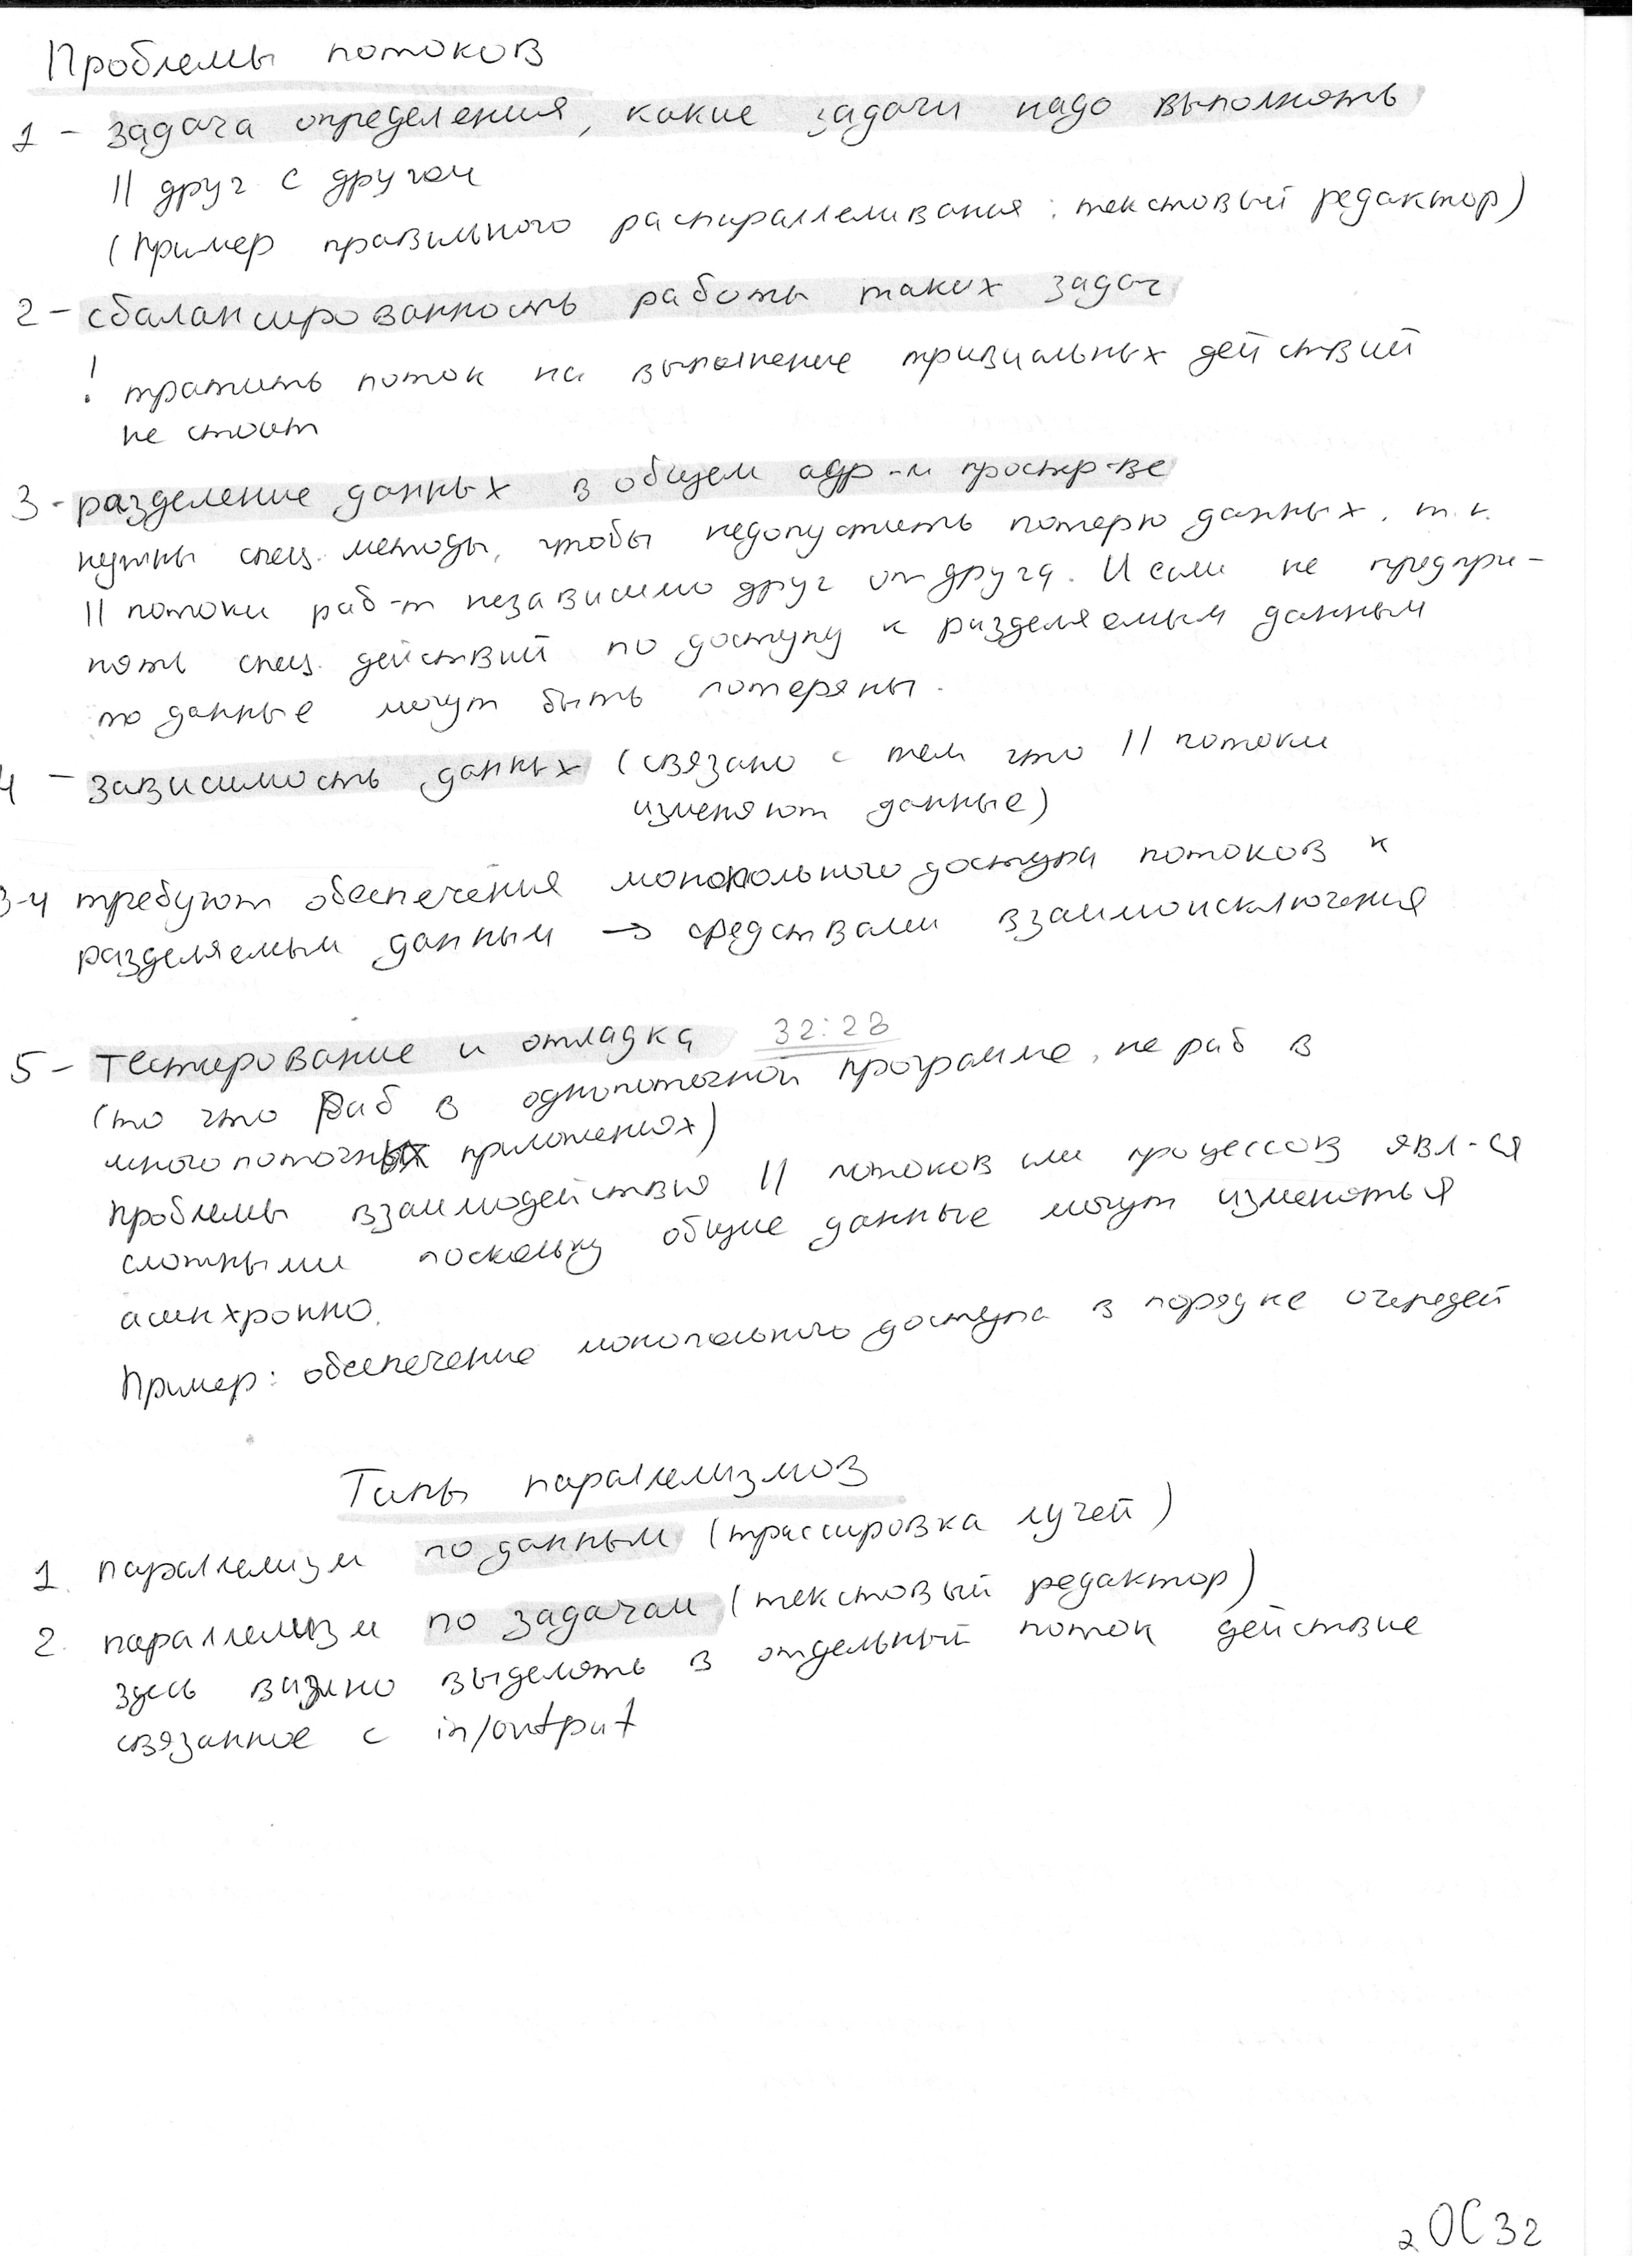 Проблемы потоков
1 - задача определения, какие задачи надо выполнять
|| друг с другом
(Пример правильного распараллеливания: текстовый редактор)
2 - сбалансированность работы таких задач
! тратить поток на выполнение тривиальных действий
не стоит
3 - разделение данных в общем адр-м простр-ве
нужны спец. методы, чтобы недопустить потерю данных, т.к.
|| потоки раб-т независимо друг от друга. И если не предпри-
нять спец. действий по доступу к разделяемым данным
то данные могут быть потеряны.
4 - зависимость данных (связано с тем что || потоки
изменяют данные)
3-4 требуют обеспечения монопольного доступа потоков к
разделяемым данным → средствами взаимоисключения
5 - Тестирование и отладка 32:28
(то что раб в однопоточной программе, не раб в
многопоточных приложениях)
Проблемы взаимодействия || потоков или процессов явл-ся
сложными поскольку общие данные могут изменяться
асинхронно.
Пример: обеспечение монопольного доступа в порядке очередей
Типы параллелизмов
1. параллелизм по данным (трассировка лучей)
2. параллелизм по задачам (текстовый редактор)
здесь важно выделять в отдельный поток действие
связанное с in/output
2 ОС 32